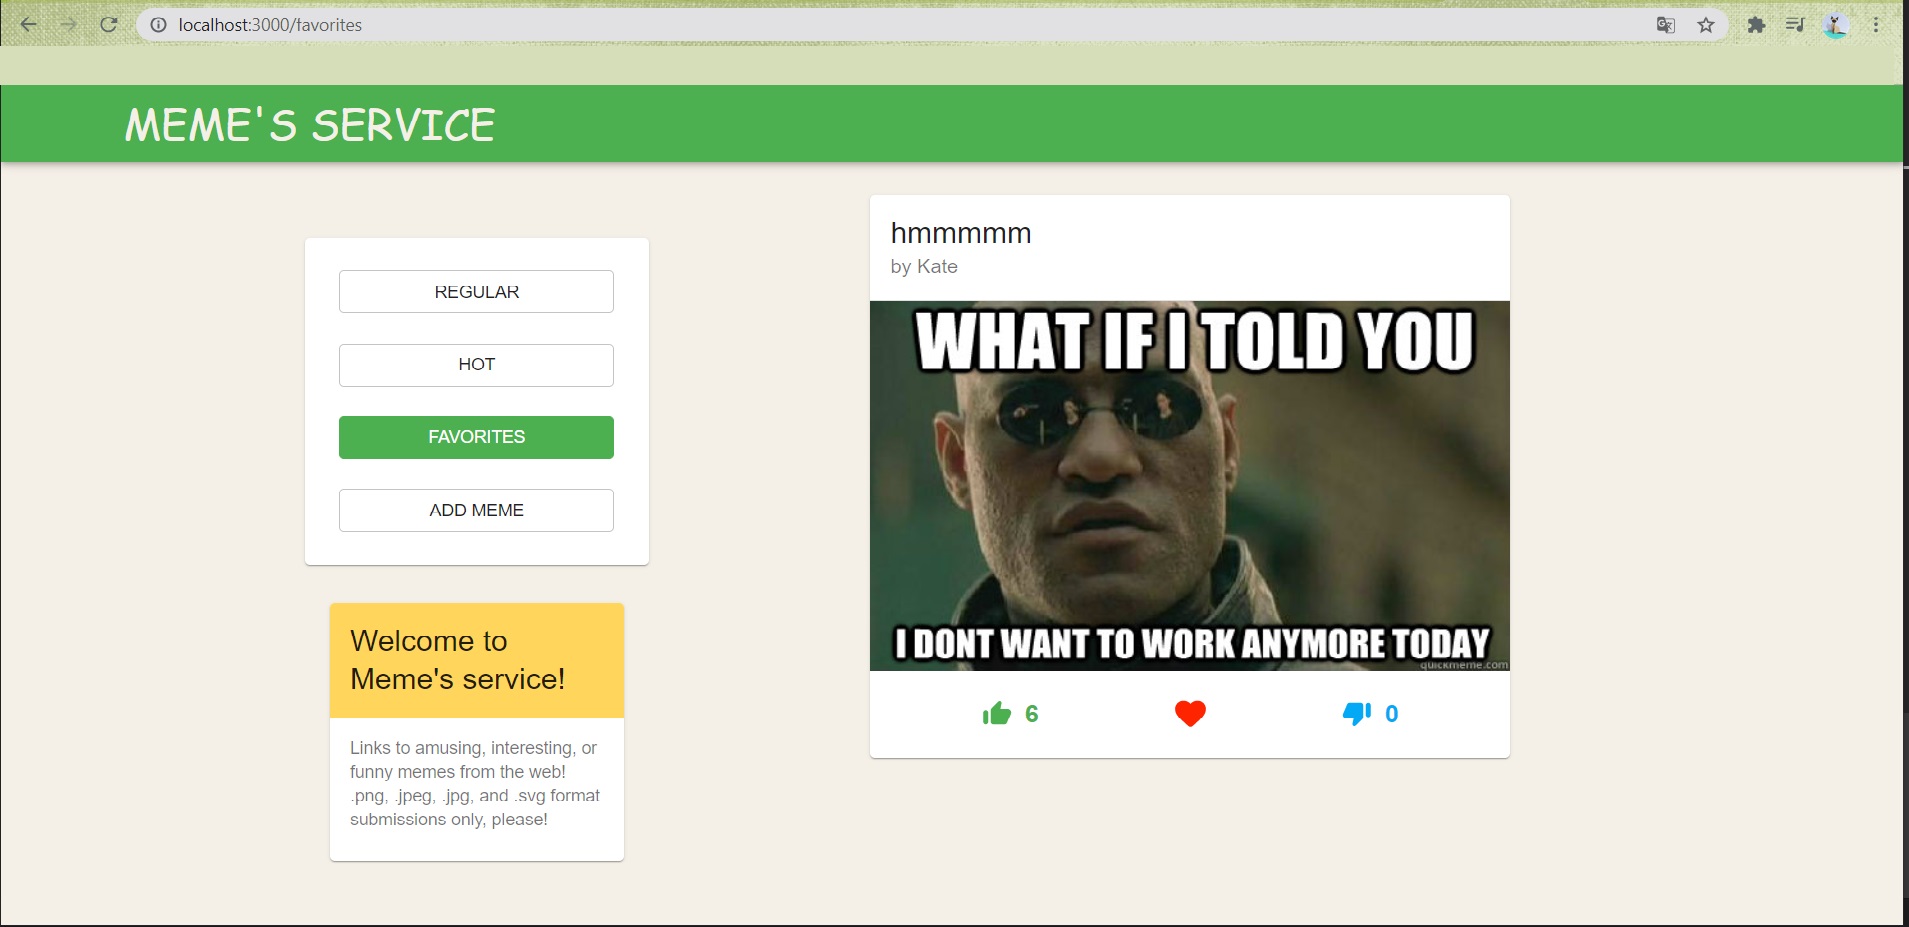 localhost:3000/favorites
MEME'S SERVICE
REGULAR
HOT
FAVORITES
ADD MEME
Welcome to
Meme's service!
Links to amusing, interesting, or
funny memes from the web!
.png, .jpeg, .jpg, and .svg format
submissions only, please!
hmmmmm
by Kate
WHAT IF I TOLD YOU
I DONT WANT TO WORK ANYMORE TODAY
quickmeme.com
6
0